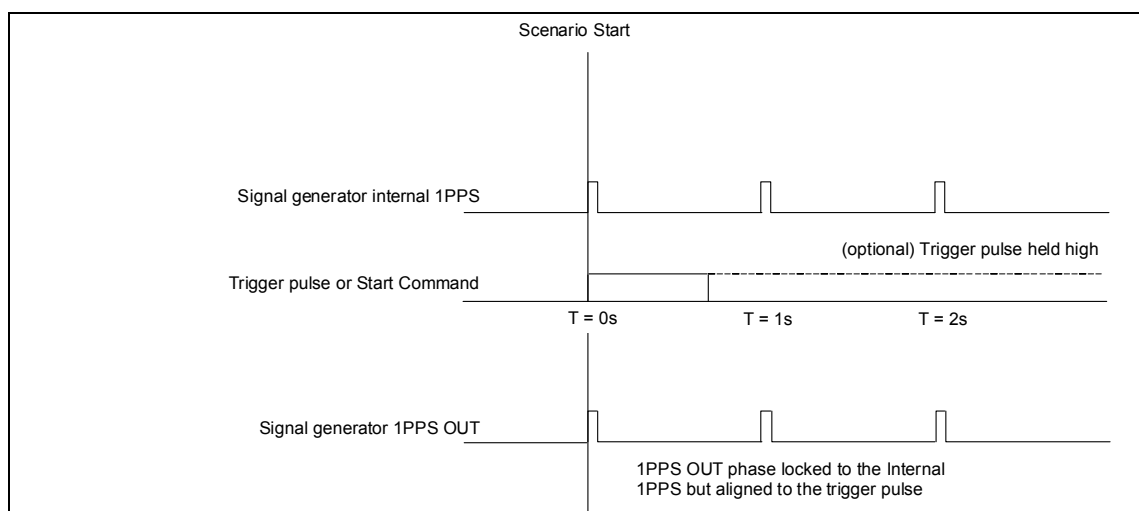 Scenario Start
Signal generator internal 1PPS
(optional) Trigger pulse held high
Trigger pulse or Start Command
T = 0s
T = 1s
T = 2s
Signal generator 1PPS OUT
1PPS OUT phase locked to the Internal
1PPS but aligned to the trigger pulse